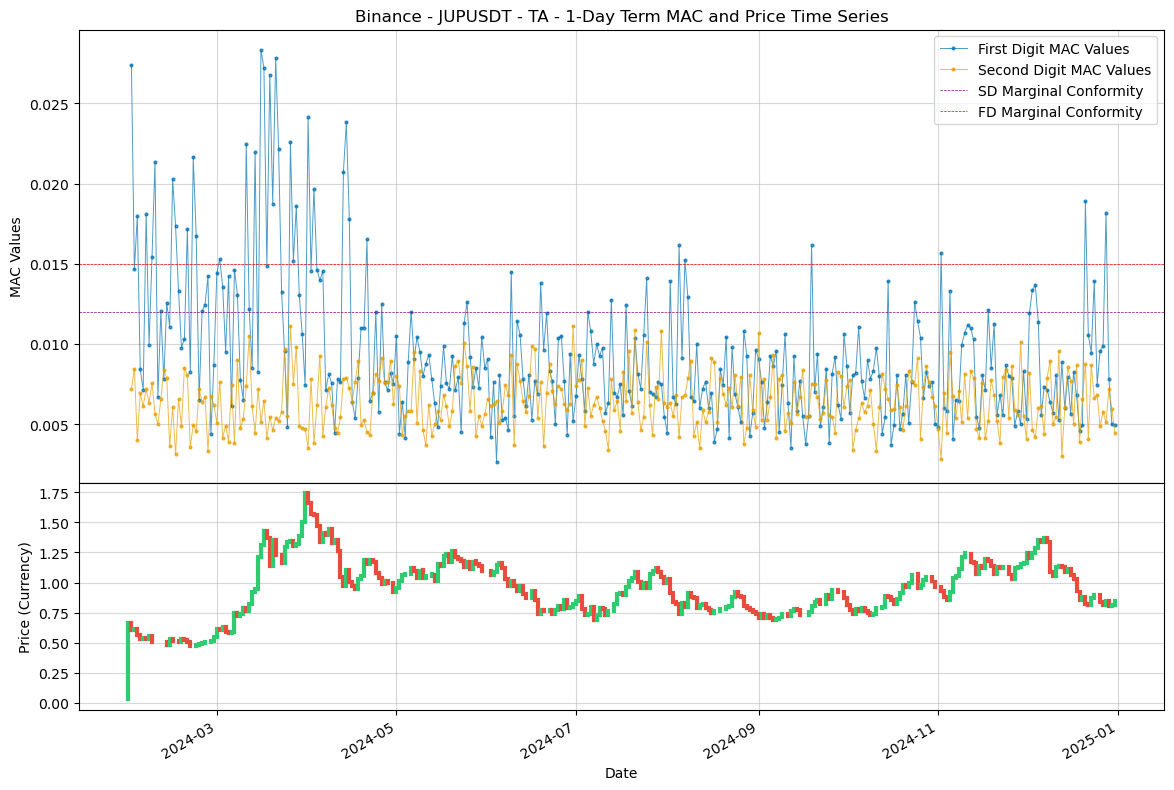 Binance - JUPUSDT - TA - 1-Day Term MAC and Price Time Series
First Digit MAC Values
Second Digit MAC Values
SD Marginal Conformity
FD Marginal Conformity
MAC Values
0.025
0.020
0.015
0.010
0.005
Price (Currency)
1.75
1.50
1.25
1.00
0.75
0.50
0.25
0.00
2024-03
2024-05
2024-07
2024-09
2024-11
2025-01
Date